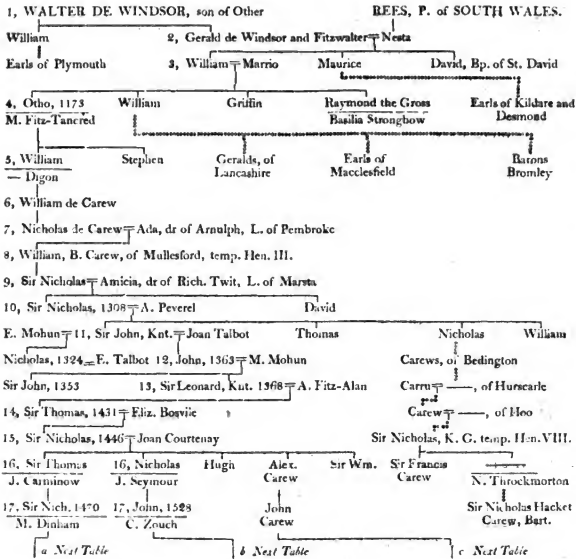 1, WALTER DE WINDSOR, son of Other REES, P. of SOUTH WALES.
William 2, Gerald de Windsor and Fitzwalter Nesta
Earls of Plymouth 3, William Marrio Maurice David, Bp. of St. David
4, Otho, 1173 William Griffin Raymond the Gross Earls of Kildare and
M. Fitz-Tancred Basilia Strongbow Desmond
5, William Stephen Geralds, of Earls of Barons
— Digon Lancashire Macclesfield Bromley
6, William de Carew
7, Nicholas de Carew Ada, dr of Arnulph, L. of Pembroke
8, William, B. Carew, of Mullesford, temp. Hen. III.
9, Sir Nicholas Amicia, dr of Rich. Twit, L. of Marsta
10, Sir Nicholas, 1308 A. Peverel David
E. Mohun 11, Sir John, Knt. Joan Talbot Thomas Nicholas William
Nicholas, 1324 E. Talbot 12, John, 1363 M. Mohun Carews, of Bedington
Sir John, 1353 13, Sir Leonard, Knt. 1368 A. Fitz-Alan Carru ——, of Hurscarle
14, Sir Thomas, 1431 Eliz. Bosvile Carew ——, of Hoo
15, Sir Nicholas, 1446 Joan Courtenay Sir Nicholas, K. G. temp. Hen. VIII.
16, Sir Thomas 16, Nicholas Hugh Alex. Sir Wm. Sir Francis
J. Carminow J. Seymour Carew Carew N. Throckmorton
17, Sir Nich. 1470 17, John, 1528 John Sir Nicholas Hacket
M. Dinham C. Zouch Carew Carew, Bart.
a Next Table b Next Table c Next Table